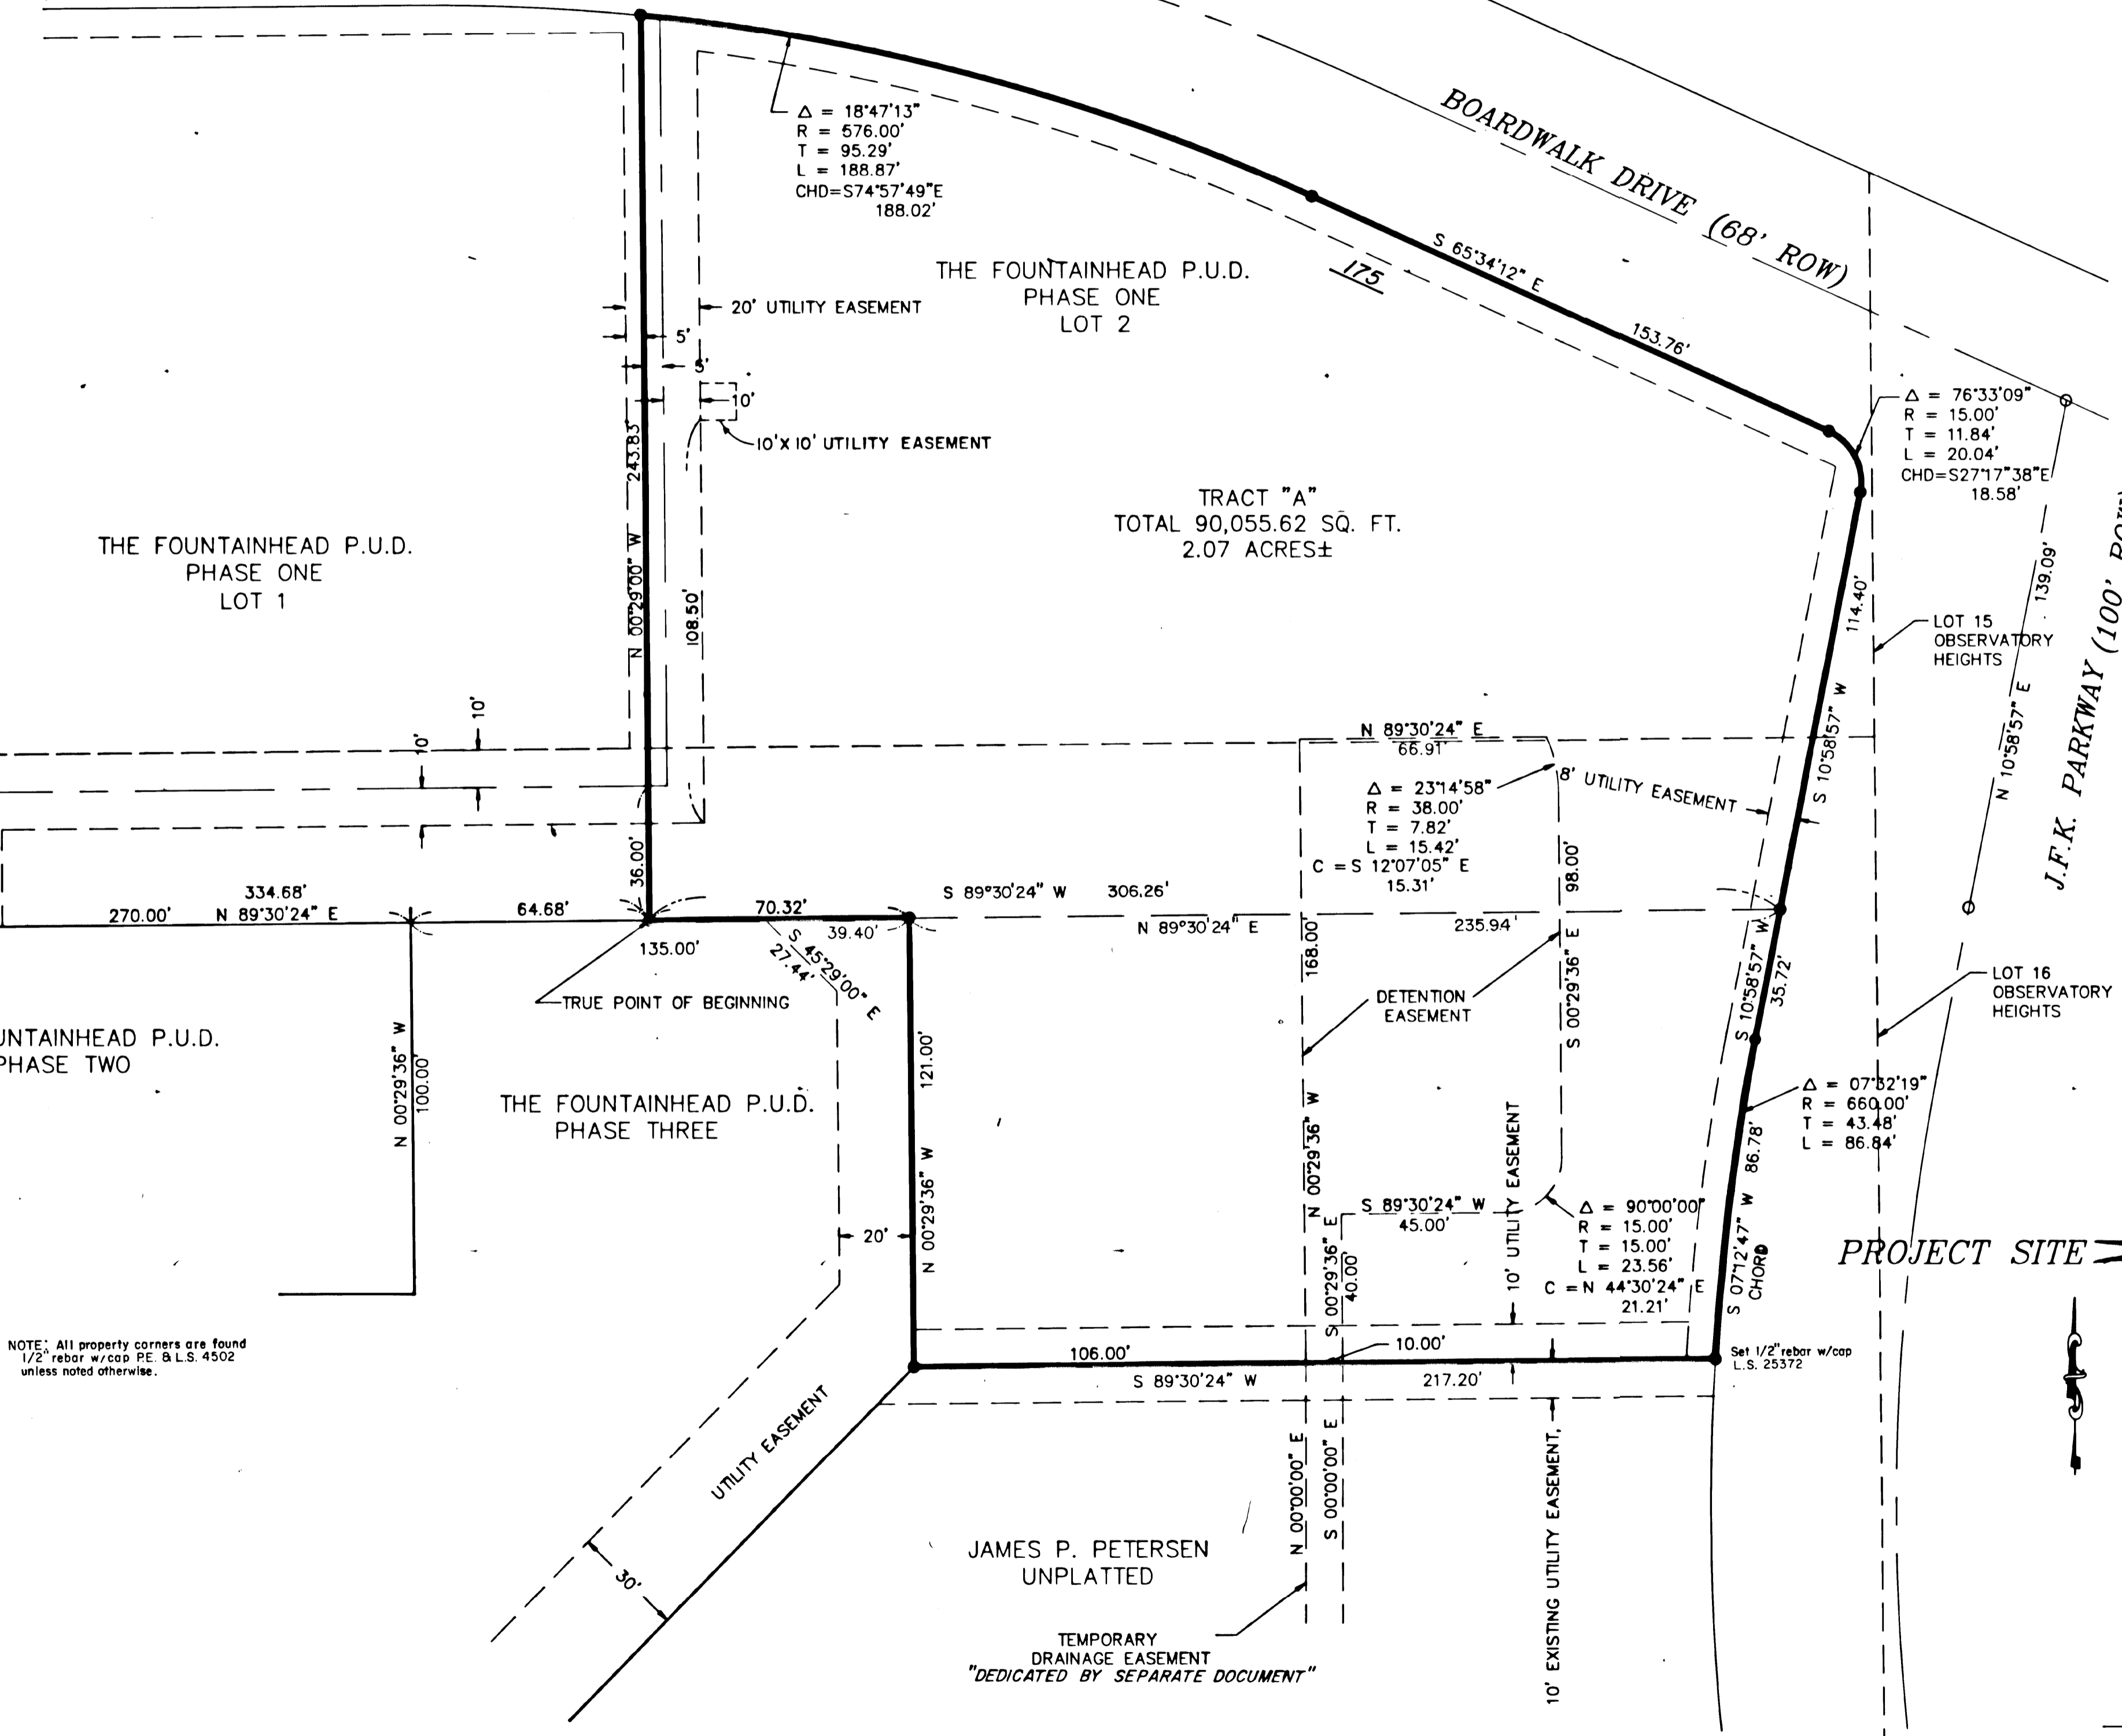 BOARDWALK DRIVE (68' ROW)
Δ = 18°47'13"
R = 576.00'
T = 95.29'
L = 188.87'
CHD=S74°57'49"E
188.02'
THE FOUNTAINHEAD P.U.D.
PHASE ONE
LOT 2
S 65°34'12" E
175
153.76'
20' UTILITY EASEMENT
5'
5'
10'
10'X 10' UTILITY EASEMENT
243.83'
N 00°29'00" W
108.50'
Δ = 76°33'09"
R = 15.00'
T = 11.84'
L = 20.04'
CHD=S27°17"38"E
18.58'
TRACT "A"
TOTAL 90,055.62 SQ. FT.
2.07 ACRES±
THE FOUNTAINHEAD P.U.D.
PHASE ONE
LOT 1
114.40'
S 10°58'57" W
139.09'
N 10°58'57" E
J.F.K. PARKWAY (100'
LOT 15
OBSERVATORY
HEIGHTS
10'
10'
N 89°30'24" E
66.91'
Δ = 23°14'58"
R = 38.00'
T = 7.82'
L = 15.42'
C = S 12°07'05" E
15.31'
8' UTILITY EASEMENT
98.00'
S 00°29'36" E
36.00'
334.68'
270.00'
N 89°30'24" E
64.68'
70.32'
S 89°30'24" W
306.26'
135.00'
39.40'
N 89°30'24" E
235.94'
S 45°29'00" E
27.44'
TRUE POINT OF BEGINNING
168.00'
N 00°29'36" W
DETENTION
EASEMENT
S 10°58'57" W
35.72'
LOT 16
OBSERVATORY
HEIGHTS
UNTAINHEAD P.U.D.
PHASE TWO
N 00°29'36" W
100.00'
THE FOUNTAINHEAD P.U.D.
PHASE THREE
121.00'
N 00°29'36" W
20'
Δ = 07°32'19"
R = 660.00'
T = 43.48'
L = 86.84'
86.78'
S 07°12'47" W
CHORD
10' UTILITY EASEMENT
S 89°30'24" W
45.00'
S 00°29'36" E
40.00'
Δ = 90°00'00"
R = 15.00'
T = 15.00'
L = 23.56'
C = N 44°30'24" E
21.21'
PROJECT SITE
NOTE: All property corners are found
1/2" rebar w/cap P.E. & L.S. 4502
unless noted otherwise.
106.00'
10.00'
S 89°30'24" W
217.20'
Set 1/2" rebar w/cap
L.S. 25372
UTILITY EASEMENT
30'
N 00°00'00" E
S 00°00'00" E
10' EXISTING UTILITY EASEMENT,
JAMES P. PETERSEN
UNPLATTED
TEMPORARY
DRAINAGE EASEMENT
"DEDICATED BY SEPARATE DOCUMENT"